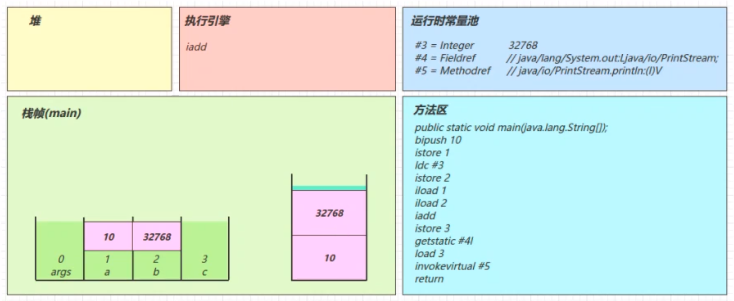 堆
执行引擎
iadd
运行时常量池
#3 = Integer 32768
#4 = Fieldref // java/lang/System.out:Ljava/io/PrintStream;
#5 = Methodref // java/io/PrintStream.println:(I)V
栈帧(main)
10 32768
0 1 2 3
args a b c
32768
10
方法区
public static void main(java.lang.String[]);
bipush 10
istore 1
ldc #3
istore 2
iload 1
iload 2
iadd
istore 3
getstatic #4I
load 3
invokevirtual #5
return